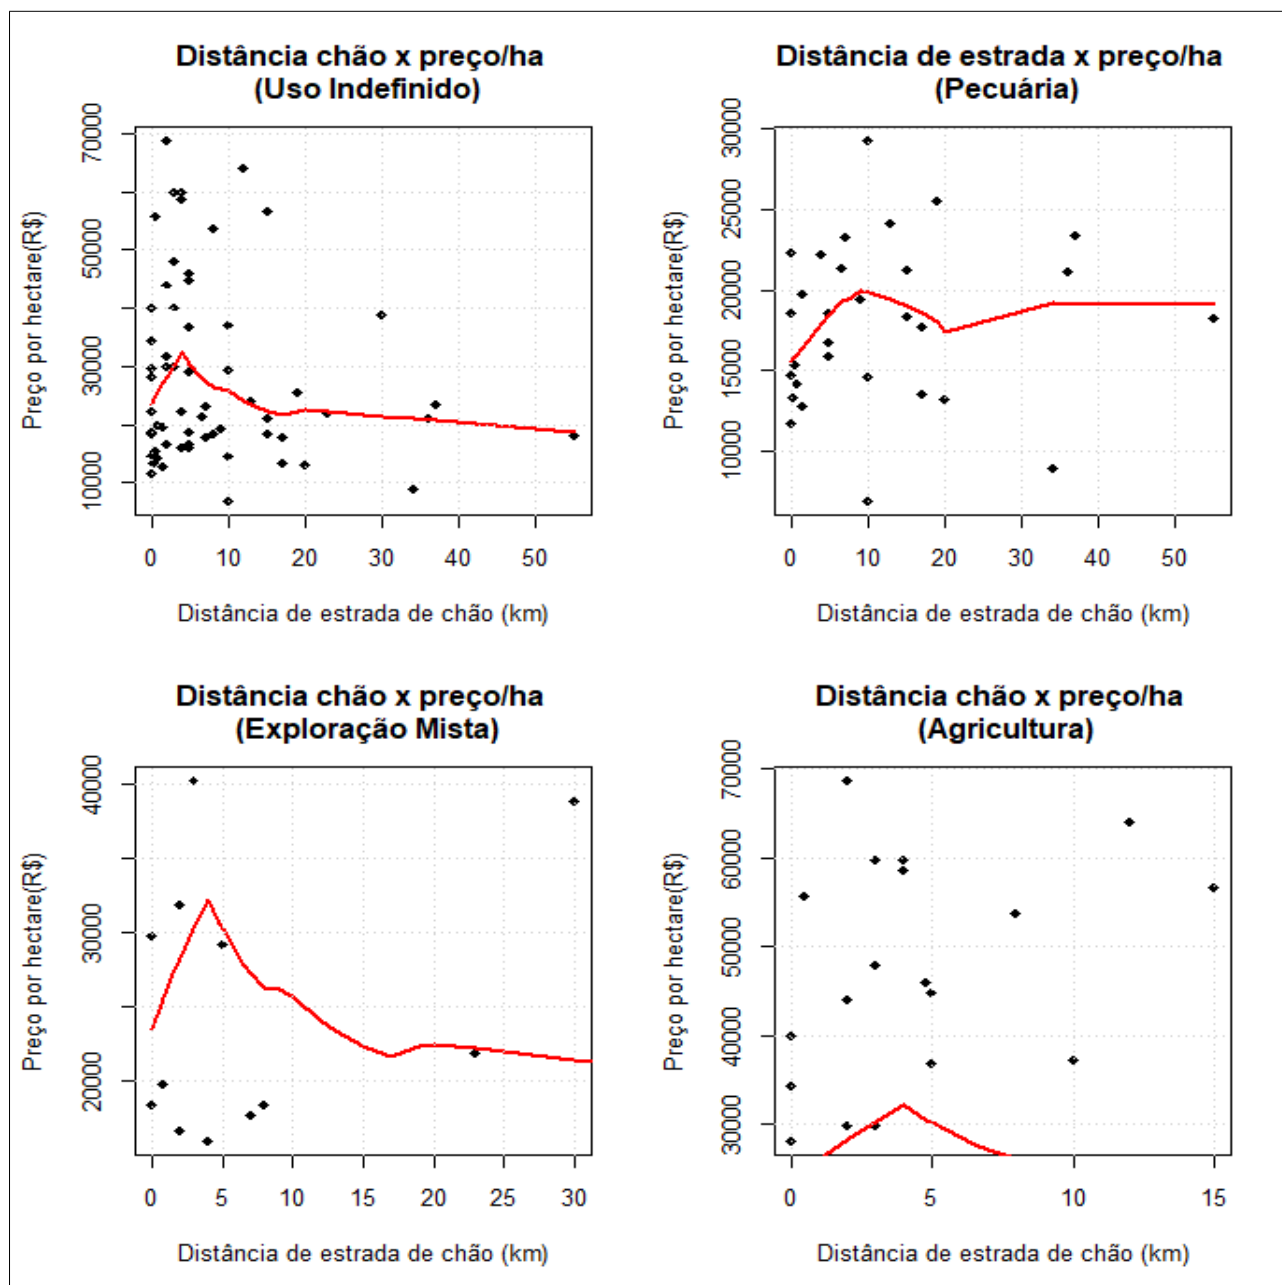 Distância chão x preço/ha
(Uso Indefinido)
Preço por hectare(R$)
70000
50000
30000
10000
0 10 20 30 40 50
Distância de estrada de chão (km)
Distância de estrada x preço/ha
(Pecuária)
Preço por hectare(R$)
30000
25000
20000
15000
10000
0 10 20 30 40 50
Distância de estrada de chão (km)
Distância chão x preço/ha
(Exploração Mista)
Preço por hectare(R$)
40000
30000
20000
0 5 10 15 20 25 30
Distância de estrada de chão (km)
Distância chão x preço/ha
(Agricultura)
Preço por hectare(R$)
70000
60000
50000
40000
30000
0 5 10 15
Distância de estrada de chão (km)